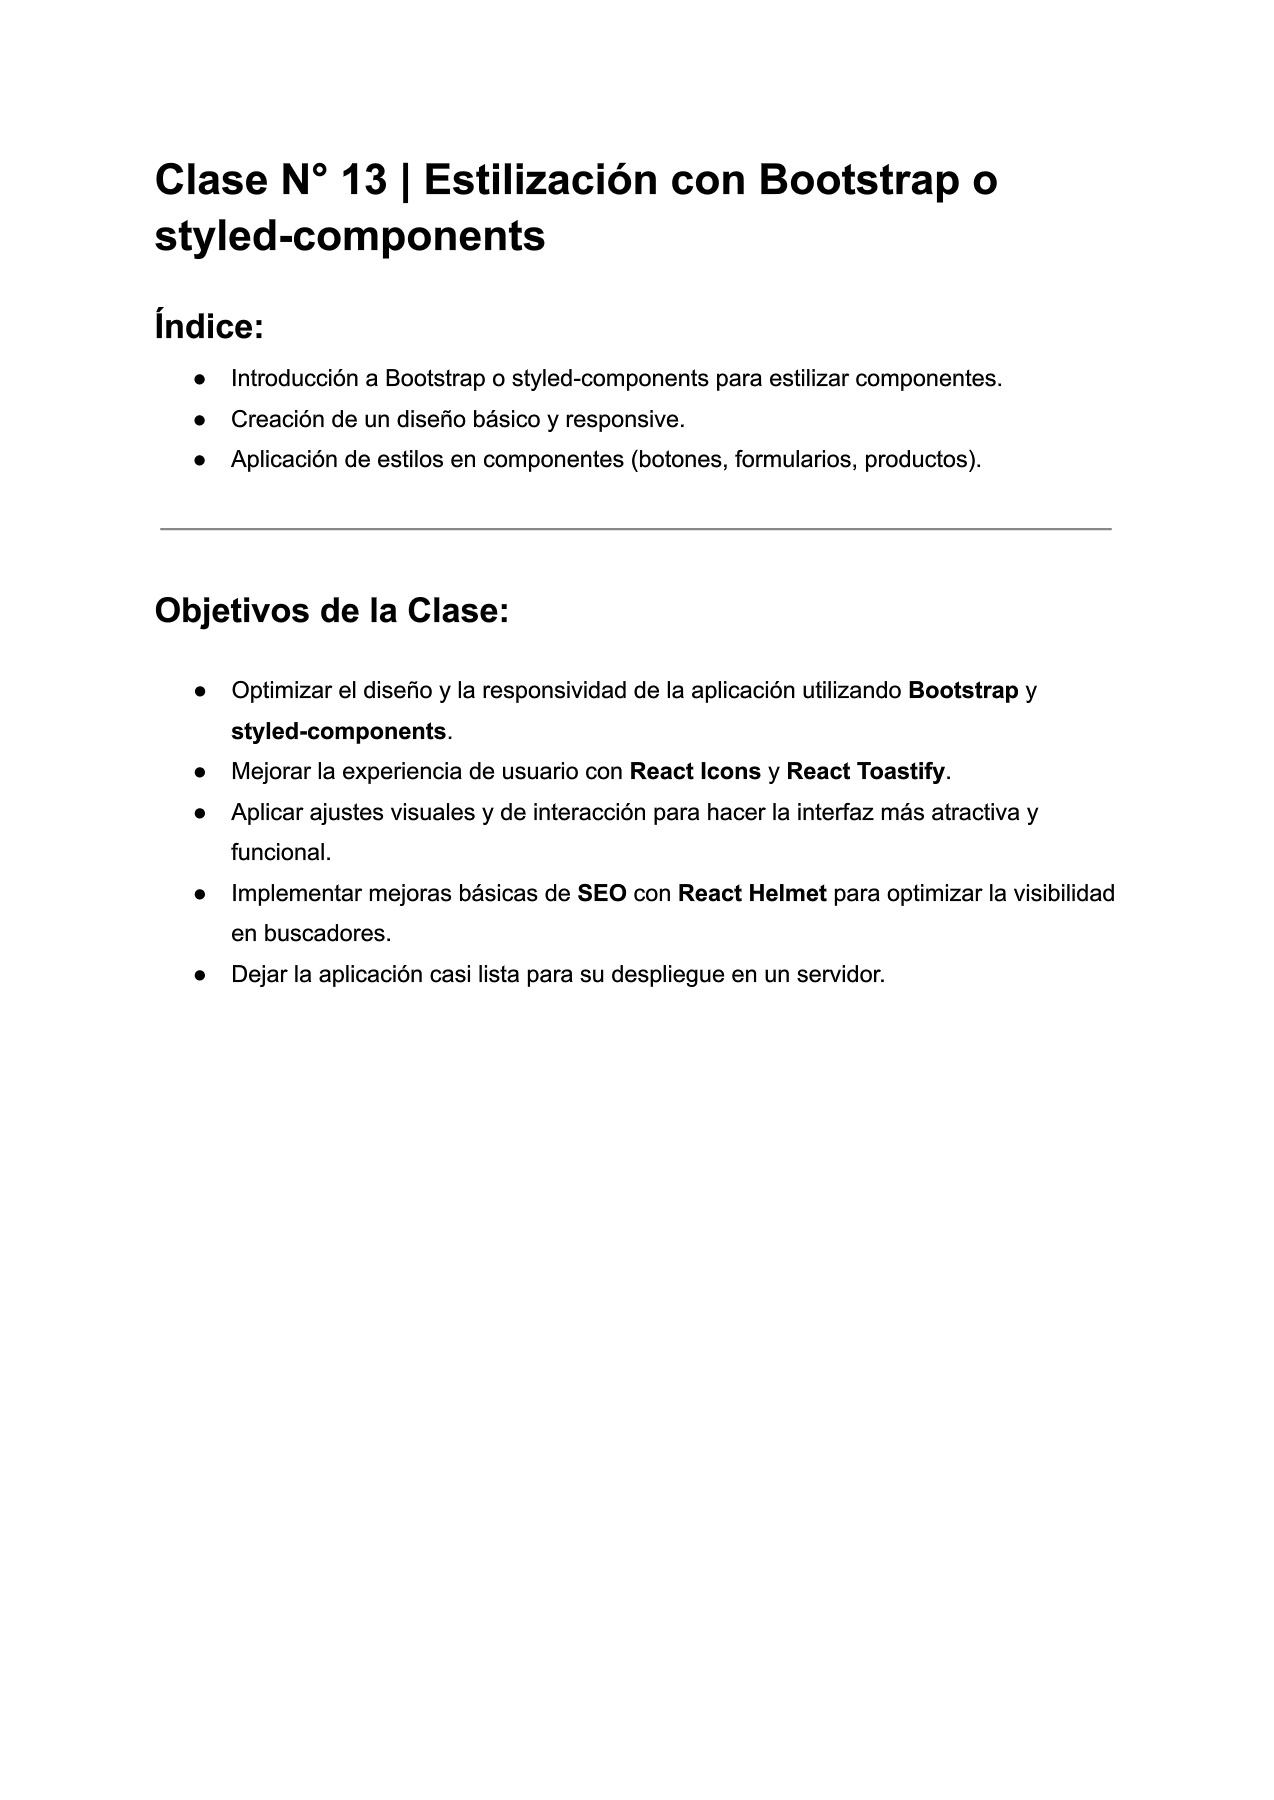 Clase N° 13 | Estilización con Bootstrap o
styled-components
Índice:
● Introducción a Bootstrap o styled-components para estilizar componentes.
● Creación de un diseño básico y responsive.
● Aplicación de estilos en componentes (botones, formularios, productos).
Objetivos de la Clase:
● Optimizar el diseño y la responsividad de la aplicación utilizando Bootstrap y
styled-components.
● Mejorar la experiencia de usuario con React Icons y React Toastify.
● Aplicar ajustes visuales y de interacción para hacer la interfaz más atractiva y
funcional.
● Implementar mejoras básicas de SEO con React Helmet para optimizar la visibilidad
en buscadores.
● Dejar la aplicación casi lista para su despliegue en un servidor.